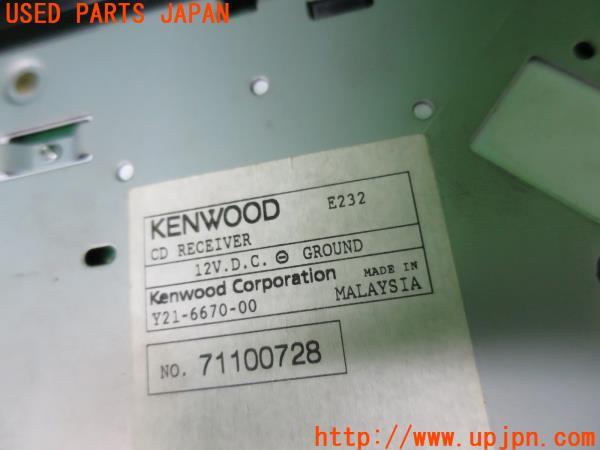 USED PARTS JAPAN
KENWOOD E232
CD RECEIVER
12V.D.C. ⊖ GROUND
Kenwood Corporation
Y21-6670-00
MADE IN
MALAYSIA
NO. 71100728
U.P.J
http://www.upjpn.com